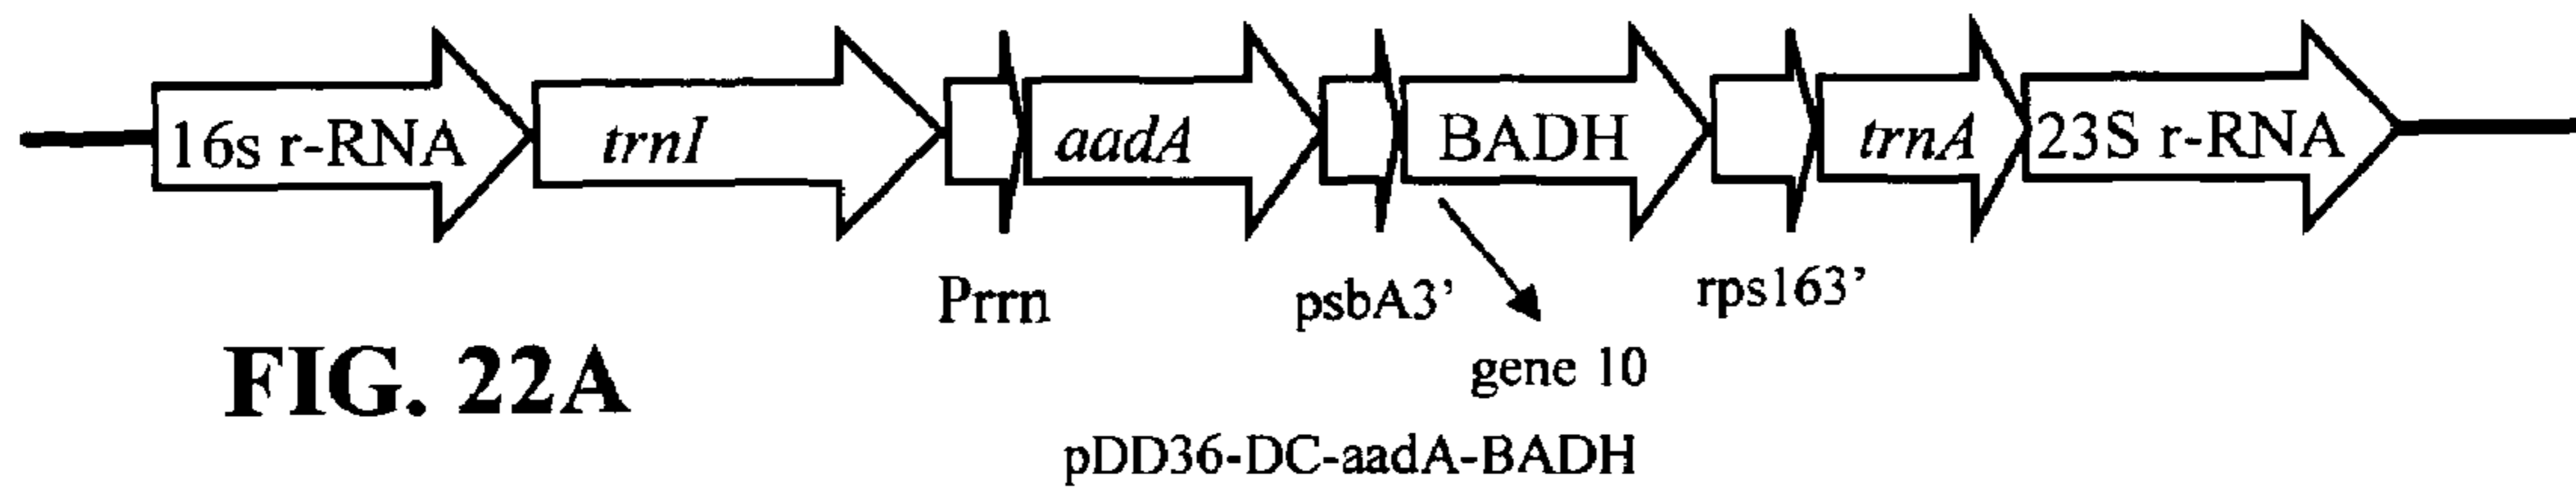 16s r-RNA trnI aadA BADH trnA 23S r-RNA
Prrn psbA3’ rps163’
gene 10
FIG. 22A
pDD36-DC-aadA-BADH